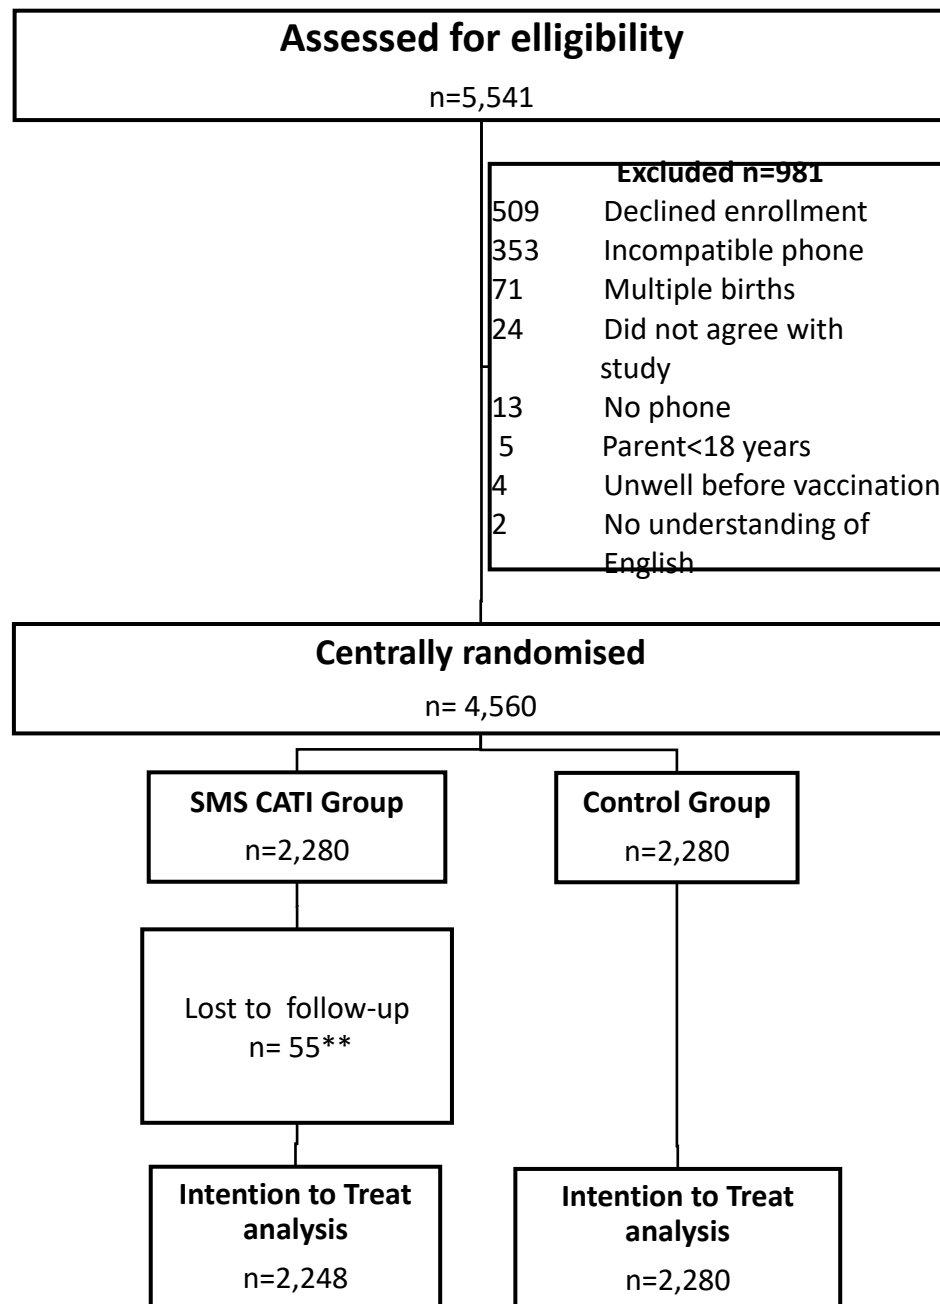 Assessed for elligibility
n=5,541
Excluded n=981
509 Declined enrollment
353 Incompatible phone
71 Multiple births
24 Did not agree with
study
13 No phone
5 Parent<18 years
4 Unwell before vaccination
2 No understanding of
English
Centrally randomised
n= 4,560
SMS CATI Group
n=2,280
Control Group
n=2,280
Lost to follow-up
n= 55**
Intention to Treat
analysis
n=2,248
Intention to Treat
analysis
n=2,280